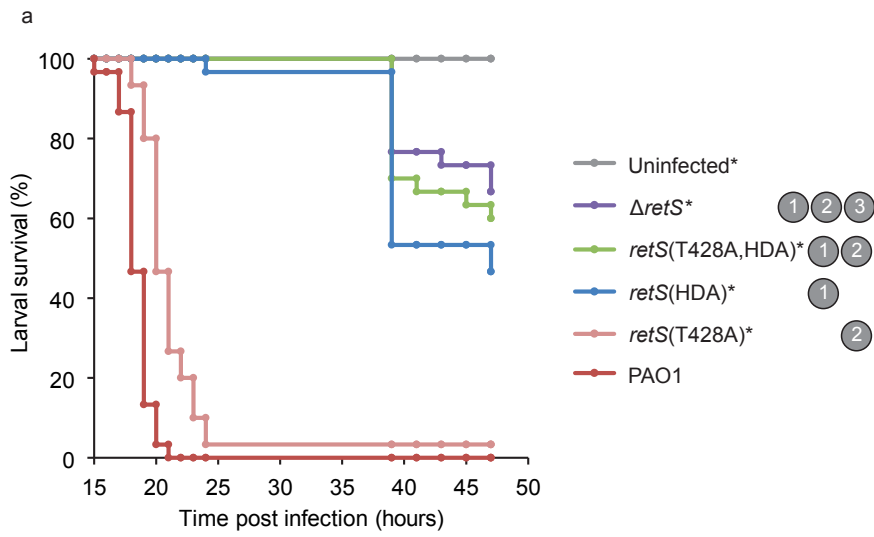 a
100
80
60
40
20
0
Larval survival (%)
15 20 25 30 35 40 45 50
Time post infection (hours)
Uninfected*
ΔretS* 1 2 3
retS(T428A,HDA)* 1 2
retS(HDA)* 1
retS(T428A)* 2
PAO1